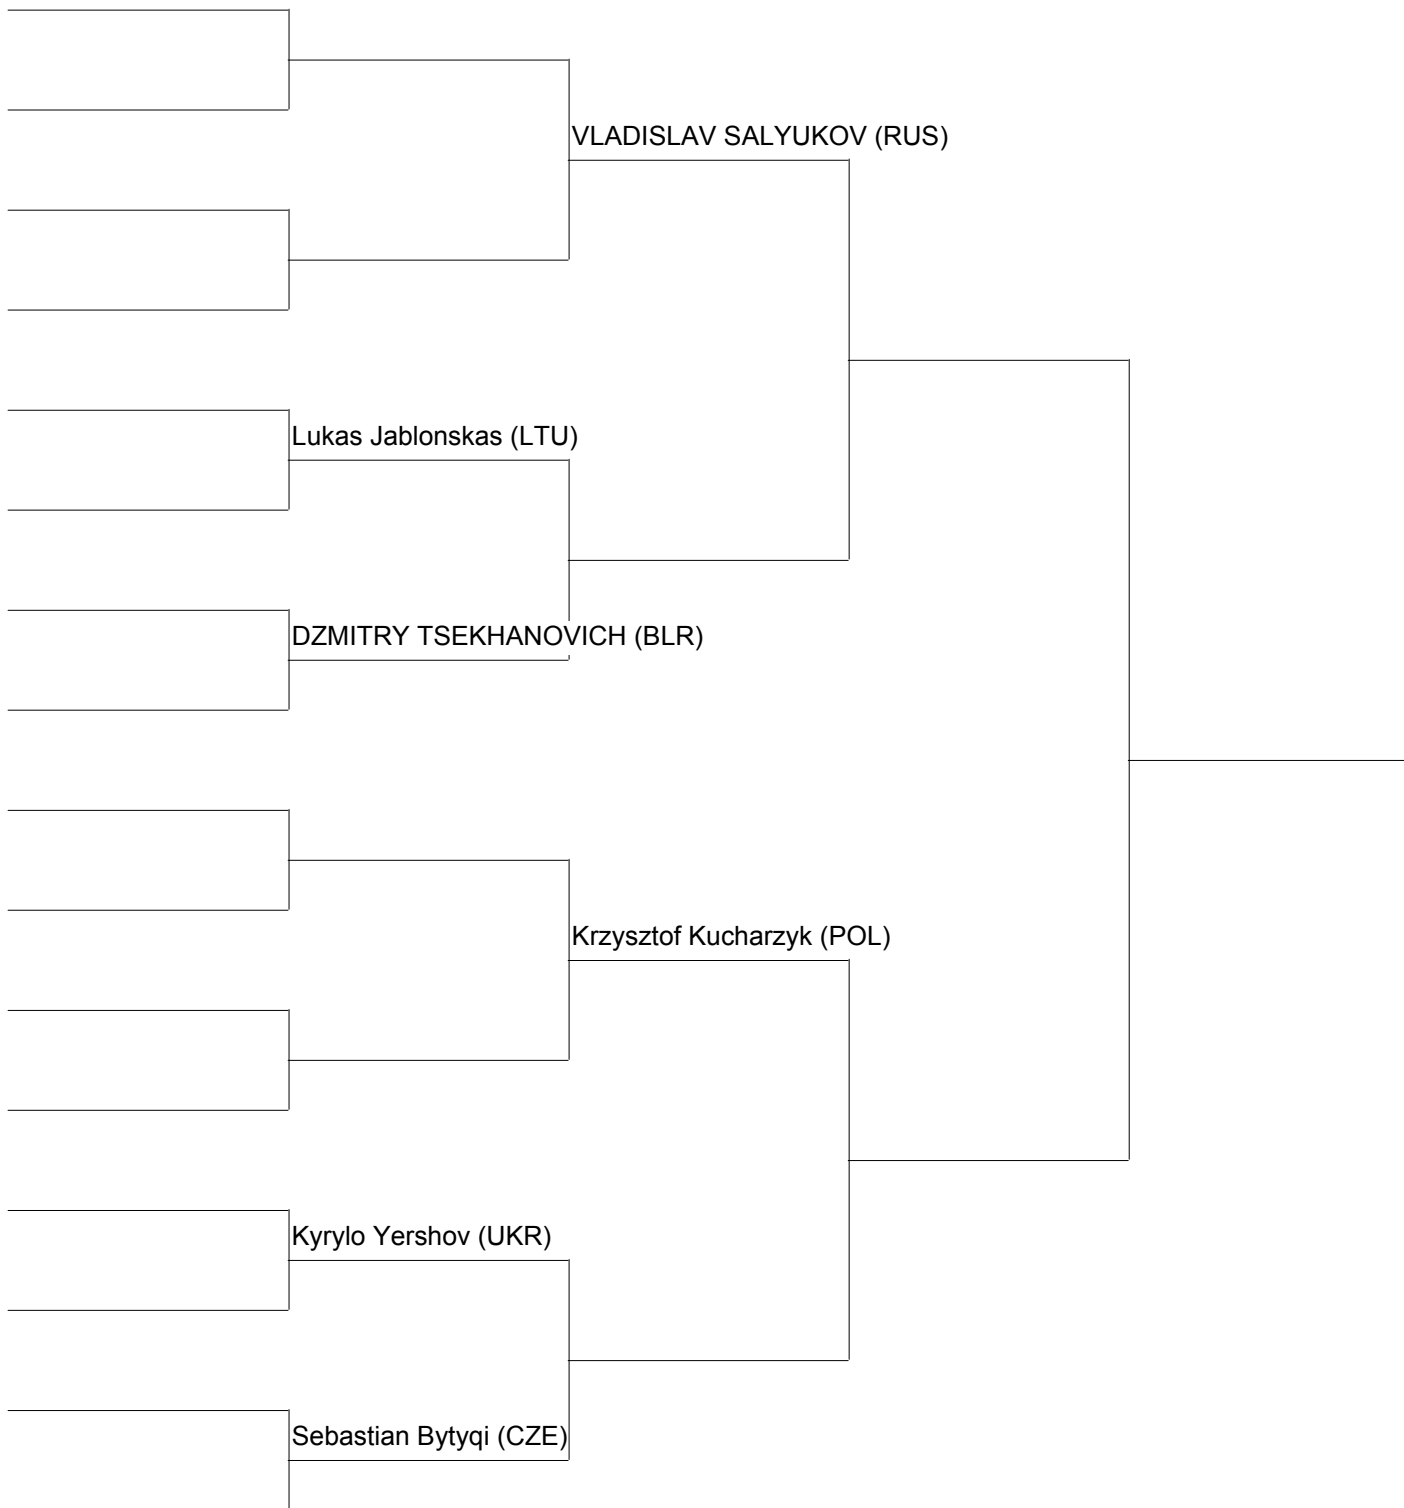 VLADISLAV SALYUKOV (RUS)
Lukas Jablonskas (LTU)
DZMITRY TSEKHANOVICH (BLR)
Krzysztof Kucharzyk (POL)
Kyrylo Yershov (UKR)
Sebastian Bytyqi (CZE)